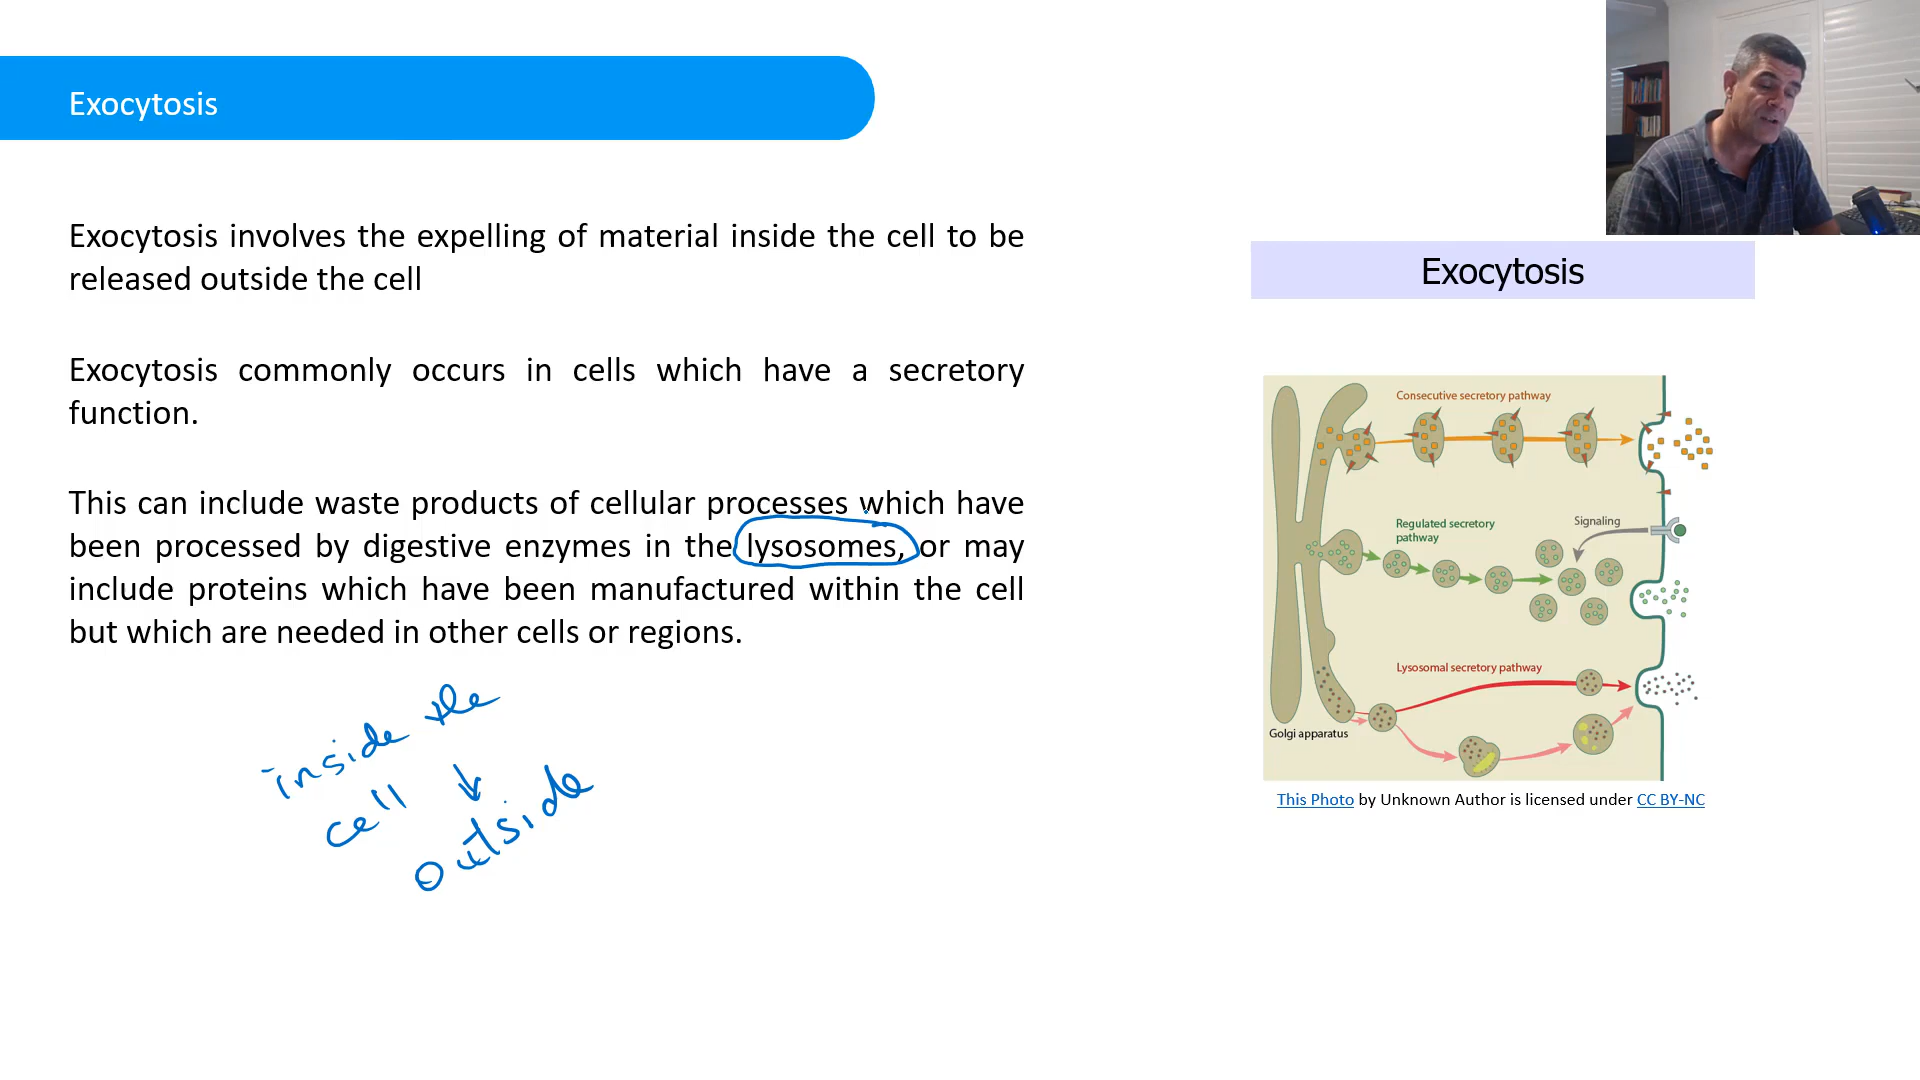 Exocytosis
Exocytosis involves the expelling of material inside the cell to be
released outside the cell
Exocytosis commonly occurs in cells which have a secretory
function.
This can include waste products of cellular processes which have
been processed by digestive enzymes in the lysosomes, or may
include proteins which have been manufactured within the cell
but which are needed in other cells or regions.
inside the
cell ↓
outside
Exocytosis
Consecutive secretory pathway
Regulated secretory
pathway
Signaling
Lysosomal secretory pathway
Golgi apparatus
This Photo by Unknown Author is licensed under CC BY-NC